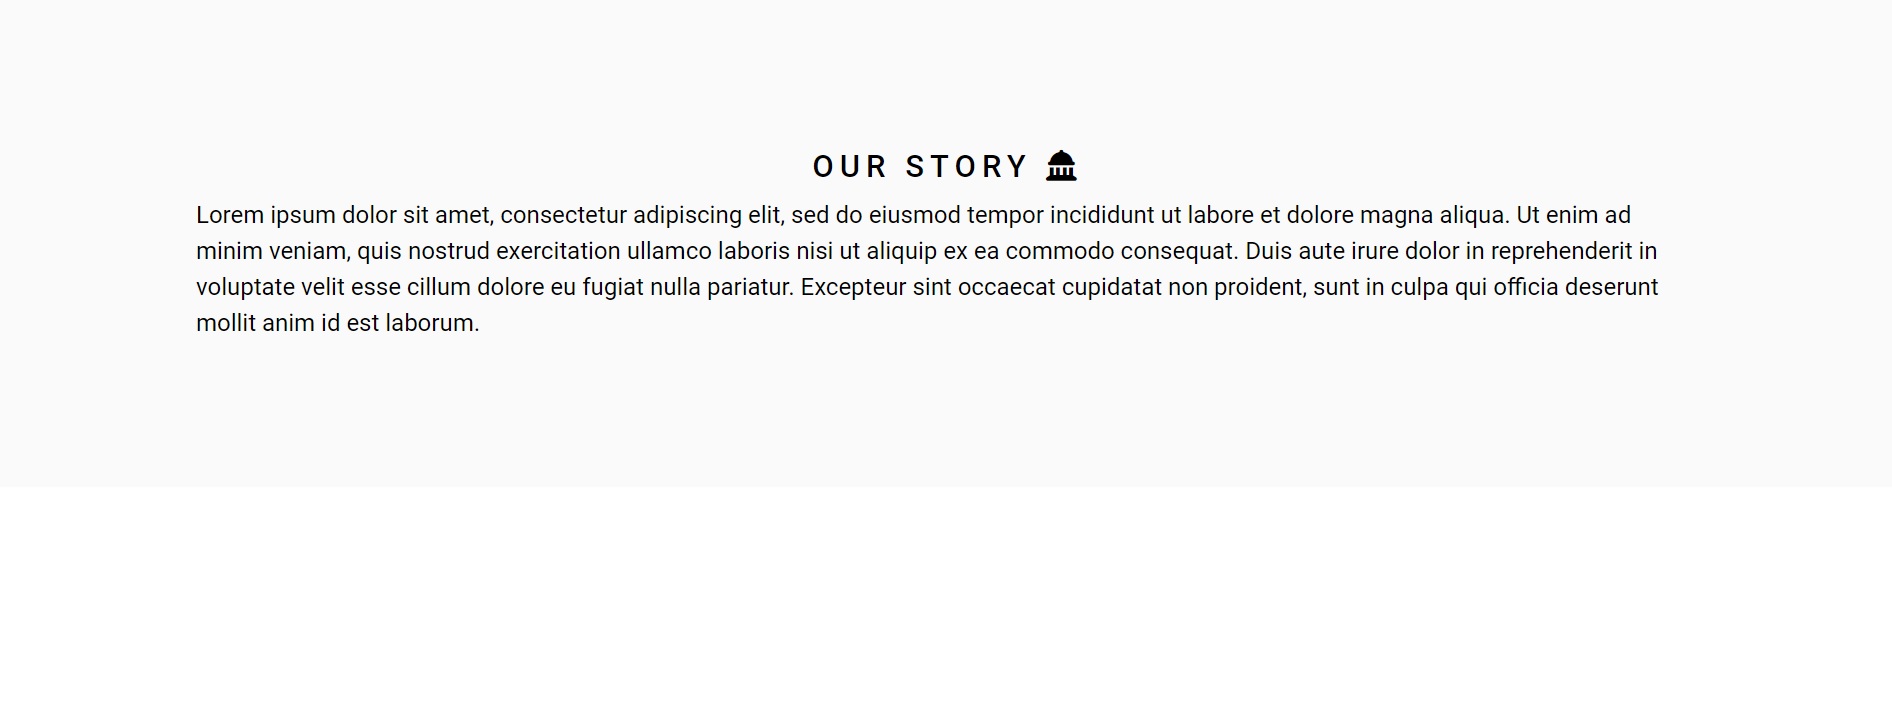 OUR STORY
Lorem ipsum dolor sit amet, consectetur adipiscing elit, sed do eiusmod tempor incididunt ut labore et dolore magna aliqua. Ut enim ad
minim veniam, quis nostrud exercitation ullamco laboris nisi ut aliquip ex ea commodo consequat. Duis aute irure dolor in reprehenderit in
voluptate velit esse cillum dolore eu fugiat nulla pariatur. Excepteur sint occaecat cupidatat non proident, sunt in culpa qui officia deserunt
mollit anim id est laborum.